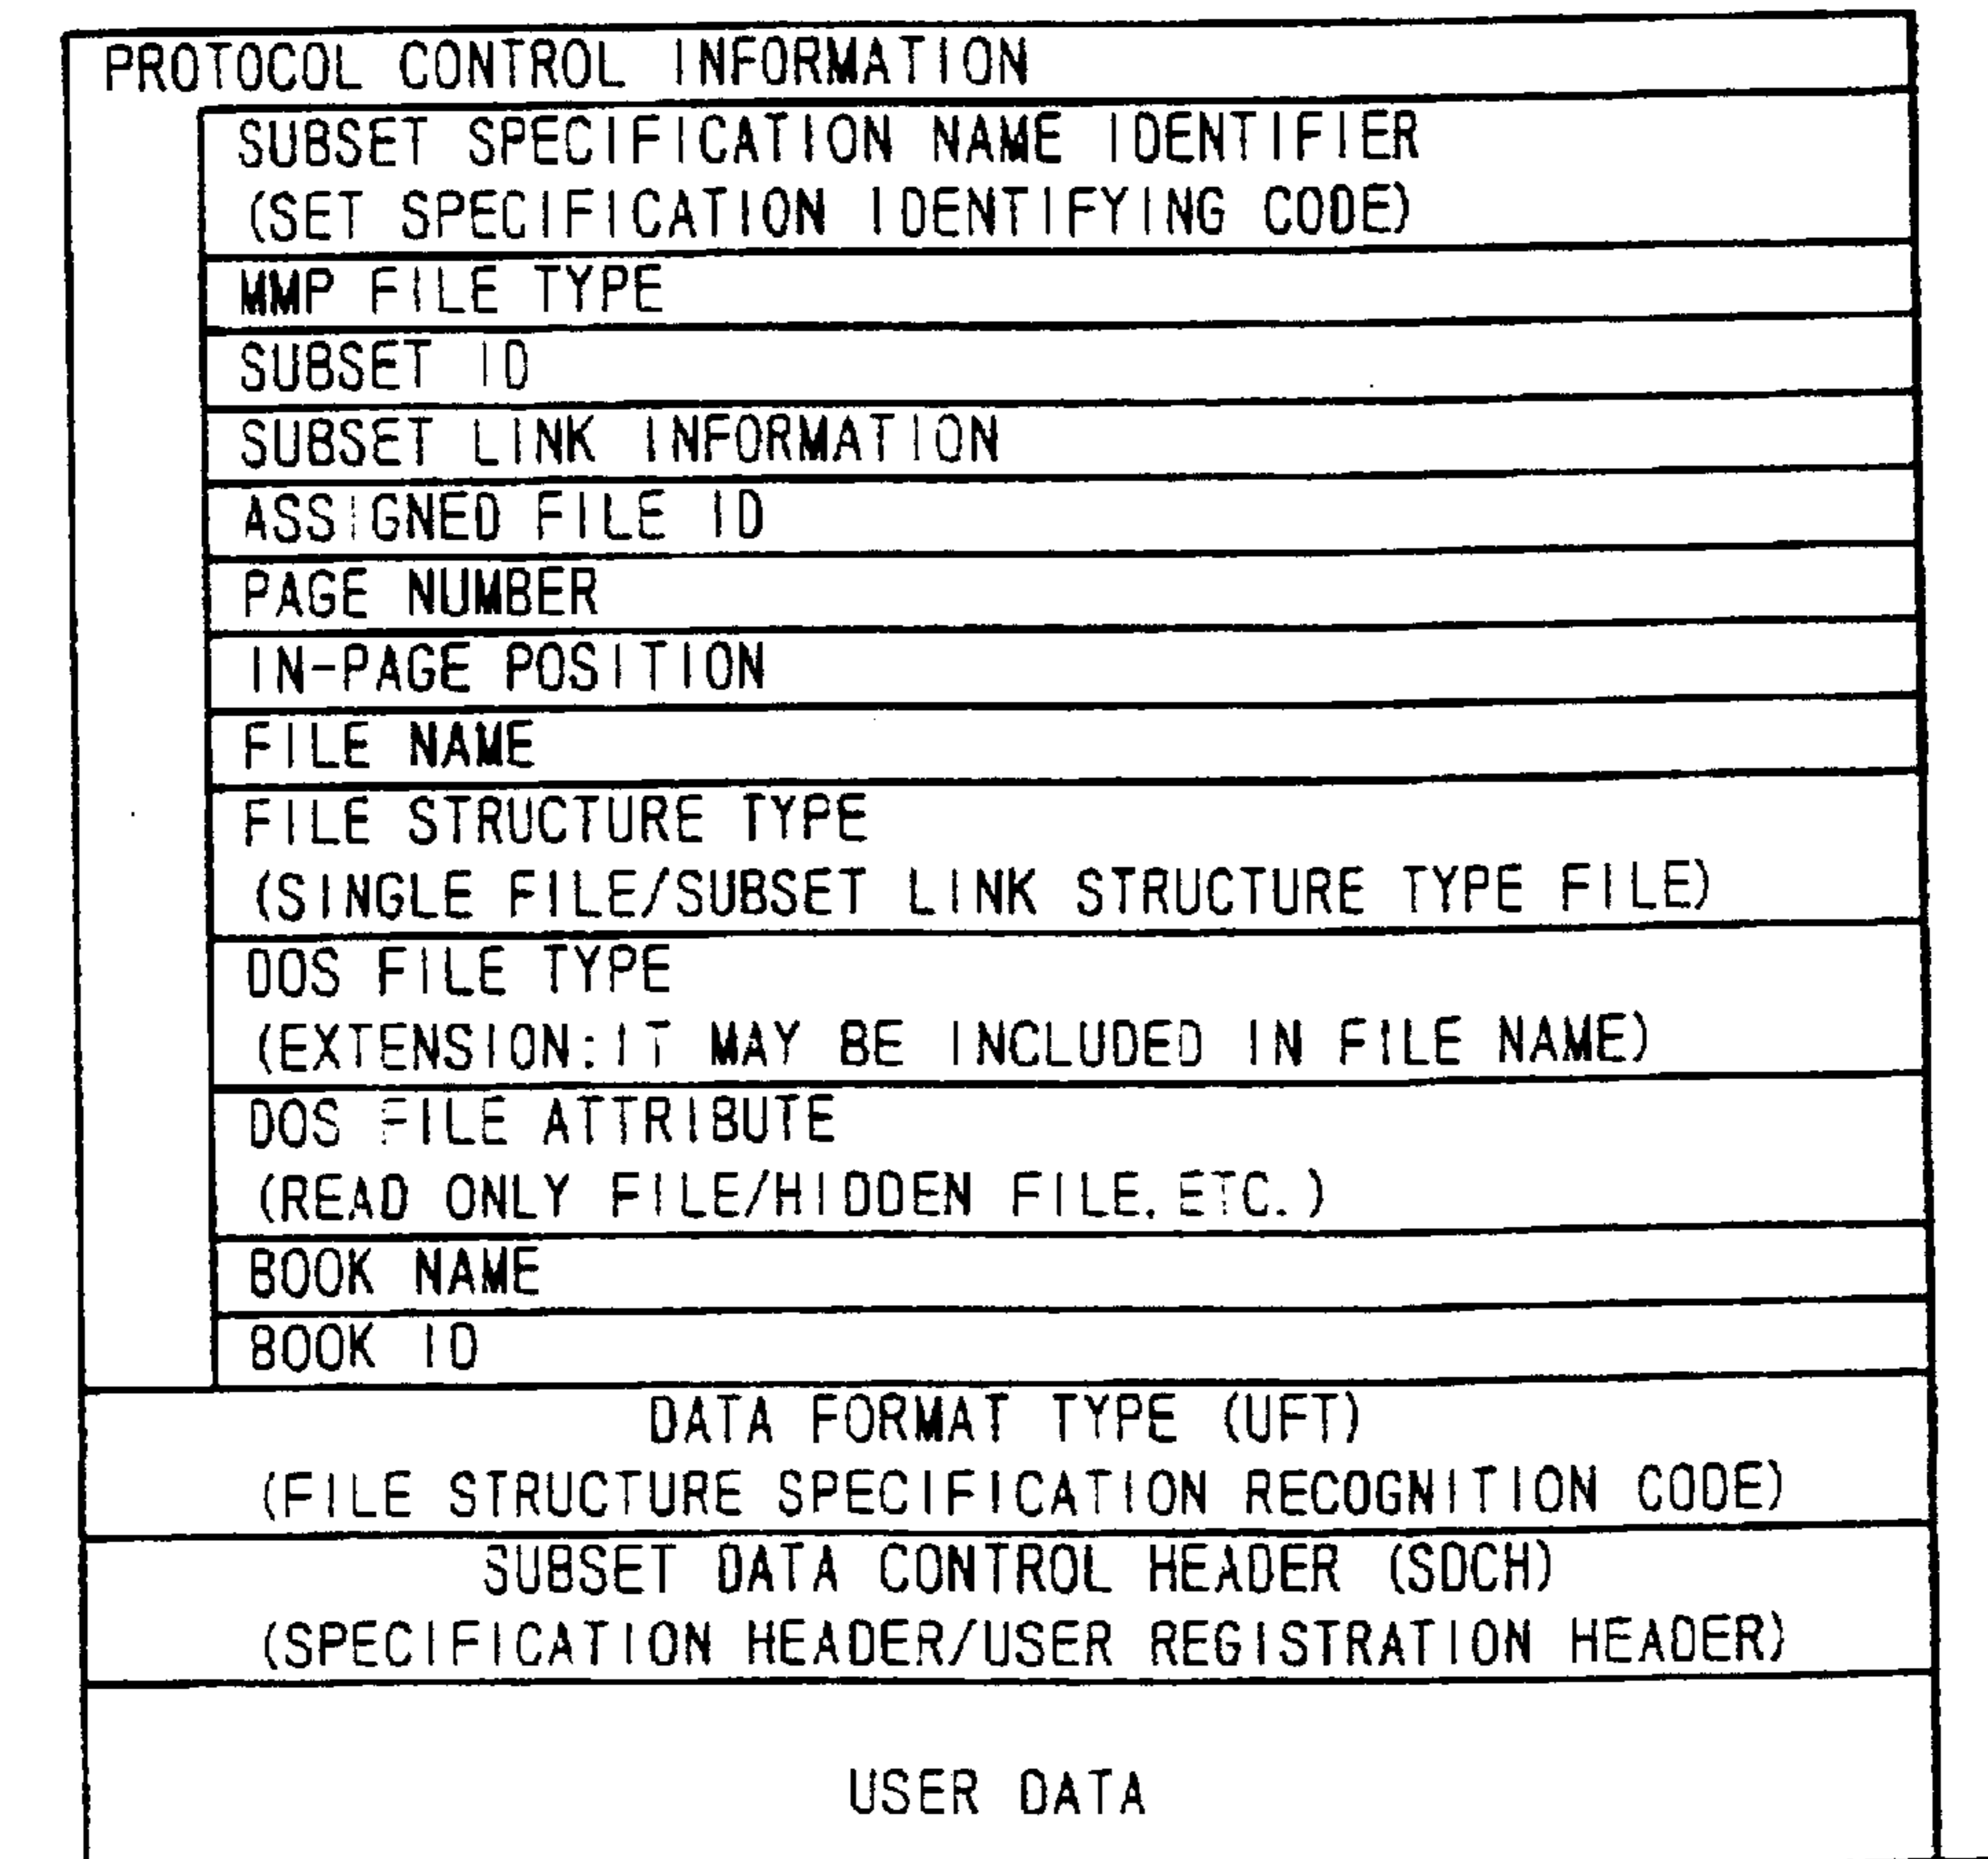 PROTOCOL CONTROL INFORMATION
SUBSET SPECIFICATION NAME IDENTIFIER
(SET SPECIFICATION IDENTIFYING CODE)
MMP FILE TYPE
SUBSET ID
SUBSET LINK INFORMATION
ASSIGNED FILE ID
PAGE NUMBER
IN-PAGE POSITION
FILE NAME
FILE STRUCTURE TYPE
(SINGLE FILE/SUBSET LINK STRUCTURE TYPE FILE)
DOS FILE TYPE
(EXTENSION:IT MAY BE INCLUDED IN FILE NAME)
DOS FILE ATTRIBUTE
(READ ONLY FILE/HIDDEN FILE.ETC.)
BOOK NAME
BOOK ID
DATA FORMAT TYPE (UFT)
(FILE STRUCTURE SPECIFICATION RECOGNITION CODE)
SUBSET DATA CONTROL HEADER (SDCH)
(SPECIFICATION HEADER/USER REGISTRATION HEADER)
USER DATA